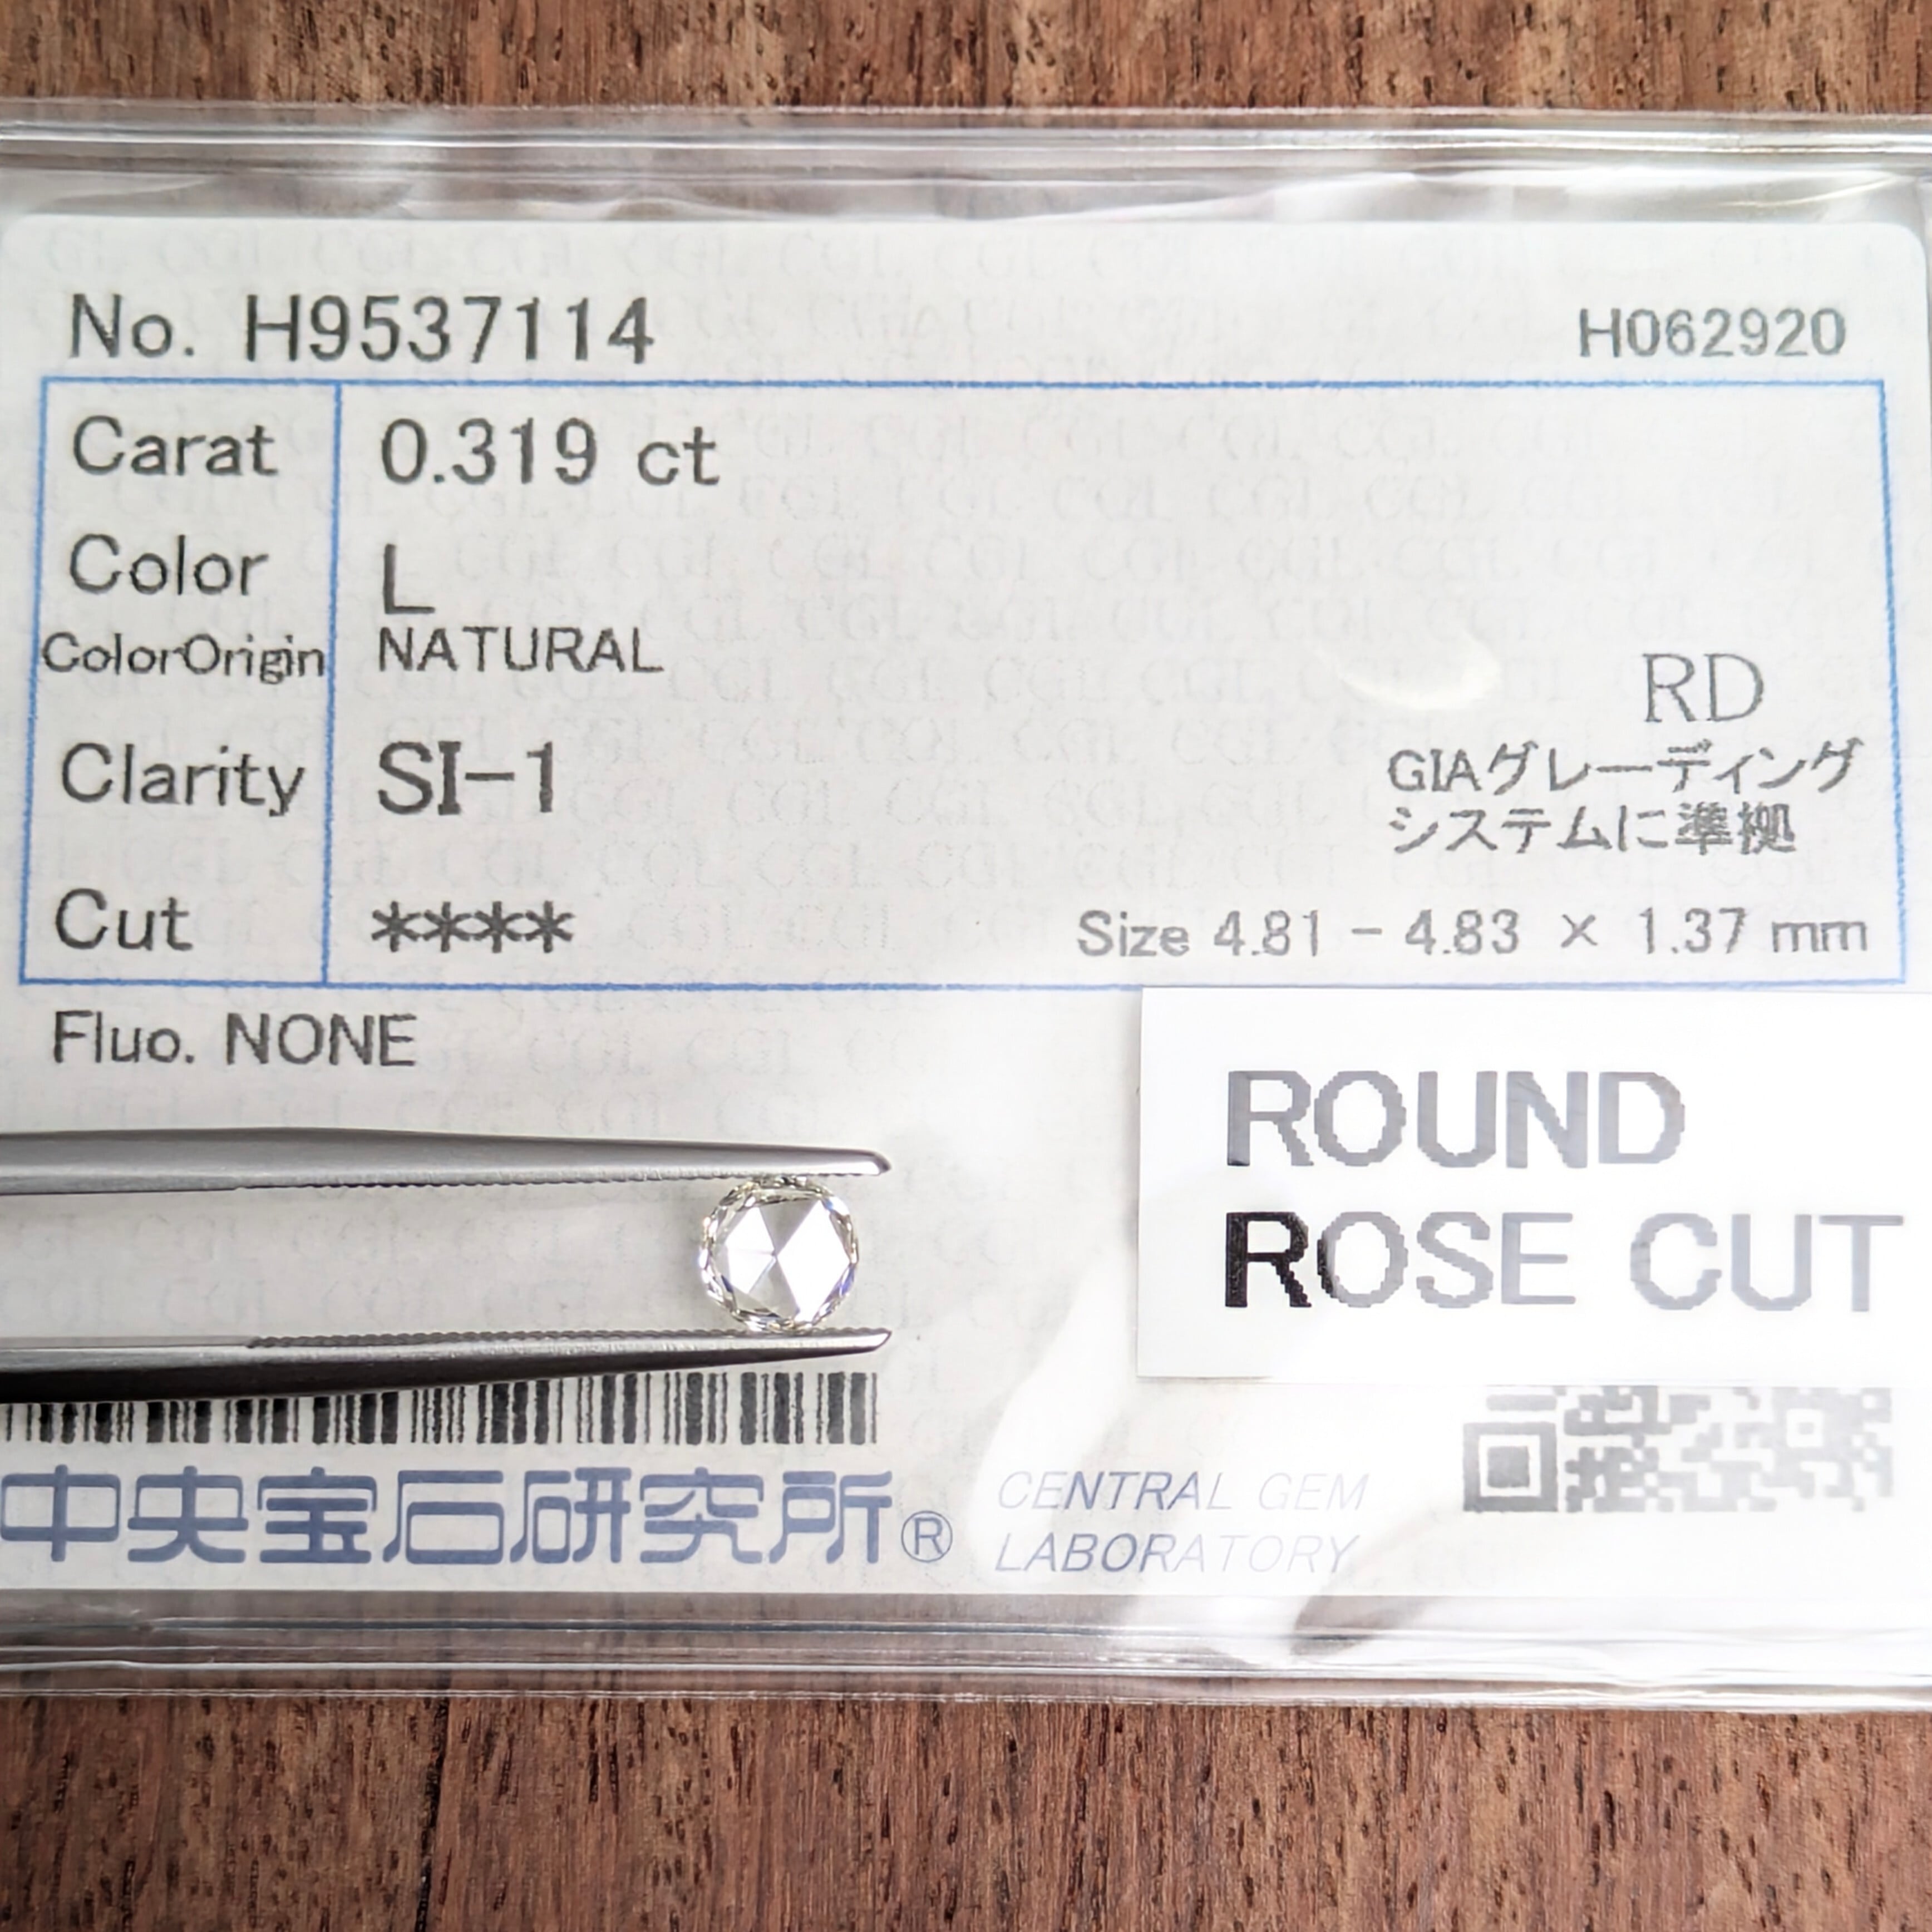 No. H9537114
H062920
Carat 0.319 ct
Color L
ColorOrigin NATURAL
RD
Clarity SI-1
GIAグレーディング
システムに準拠
Cut ****
Size 4.81 - 4.83 × 1.37 mm
Fluo. NONE
ROUND
ROSE CUT
中央宝石研究所®
CENTRAL GEM
LABORATORY